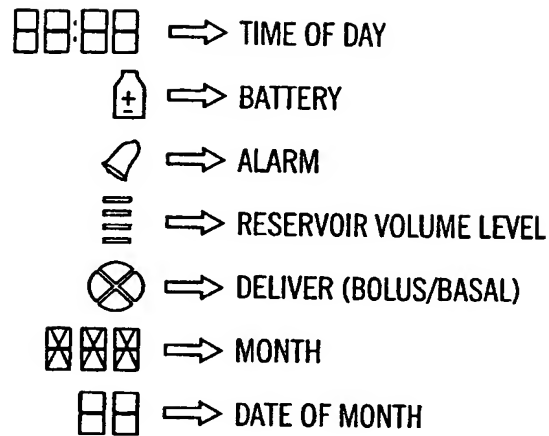 TIME OF DAY
BATTERY
ALARM
RESERVOIR VOLUME LEVEL
DELIVER (BOLUS/BASAL)
MONTH
DATE OF MONTH